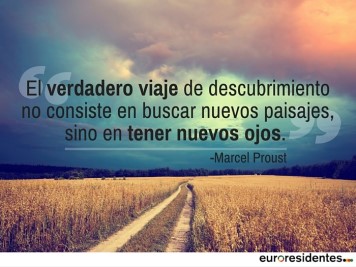 El verdadero viaje de descubrimiento
no consiste en buscar nuevos paisajes,
sino en tener nuevos ojos.
-Marcel Proust
euroresidentes.com